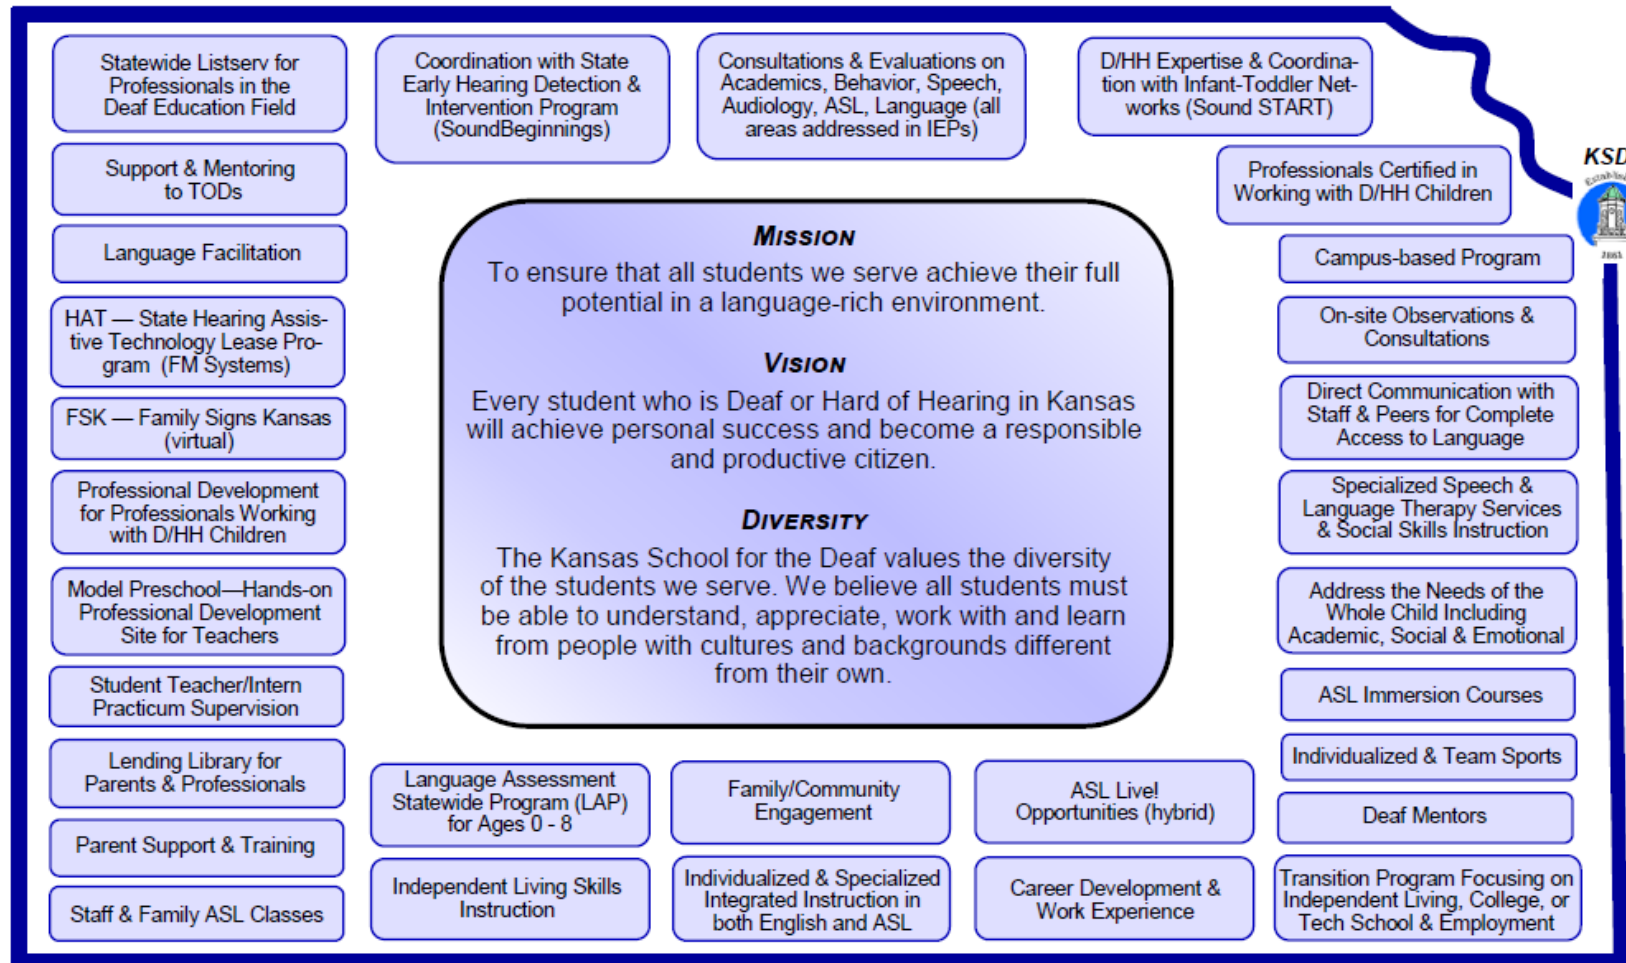 Statewide Listserv for
Professionals in the
Deaf Education Field
Coordination with State
Early Hearing Detection &
Intervention Program
(SoundBeginnings)
Consultations & Evaluations on
Academics, Behavior, Speech,
Audiology, ASL, Language (all
areas addressed in IEPs)
D/HH Expertise & Coordina-
tion with Infant-Toddler Net-
works (Sound START)
Support & Mentoring
to TODs
Language Facilitation
HAT — State Hearing Assis-
tive Technology Lease Pro-
gram (FM Systems)
FSK — Family Signs Kansas
(virtual)
Professional Development
for Professionals Working
with D/HH Children
Model Preschool—Hands-on
Professional Development
Site for Teachers
Student Teacher/Intern
Practicum Supervision
Lending Library for
Parents & Professionals
Parent Support & Training
Staff & Family ASL Classes
MISSION
To ensure that all students we serve achieve their full
potential in a language-rich environment.
VISION
Every student who is Deaf or Hard of Hearing in Kansas
will achieve personal success and become a responsible
and productive citizen.
DIVERSITY
The Kansas School for the Deaf values the diversity
of the students we serve. We believe all students must
be able to understand, appreciate, work with and learn
from people with cultures and backgrounds different
from their own.
Professionals Certified in
Working with D/HH Children
KSD
1861
Campus-based Program
On-site Observations &
Consultations
Direct Communication with
Staff & Peers for Complete
Access to Language
Specialized Speech &
Language Therapy Services
& Social Skills Instruction
Address the Needs of the
Whole Child Including
Academic, Social & Emotional
ASL Immersion Courses
Individualized & Team Sports
Deaf Mentors
Transition Program Focusing on
Independent Living, College, or
Tech School & Employment
Language Assessment
Statewide Program (LAP)
for Ages 0 - 8
Family/Community
Engagement
ASL Live!
Opportunities (hybrid)
Independent Living Skills
Instruction
Individualized & Specialized
Integrated Instruction in
both English and ASL
Career Development &
Work Experience